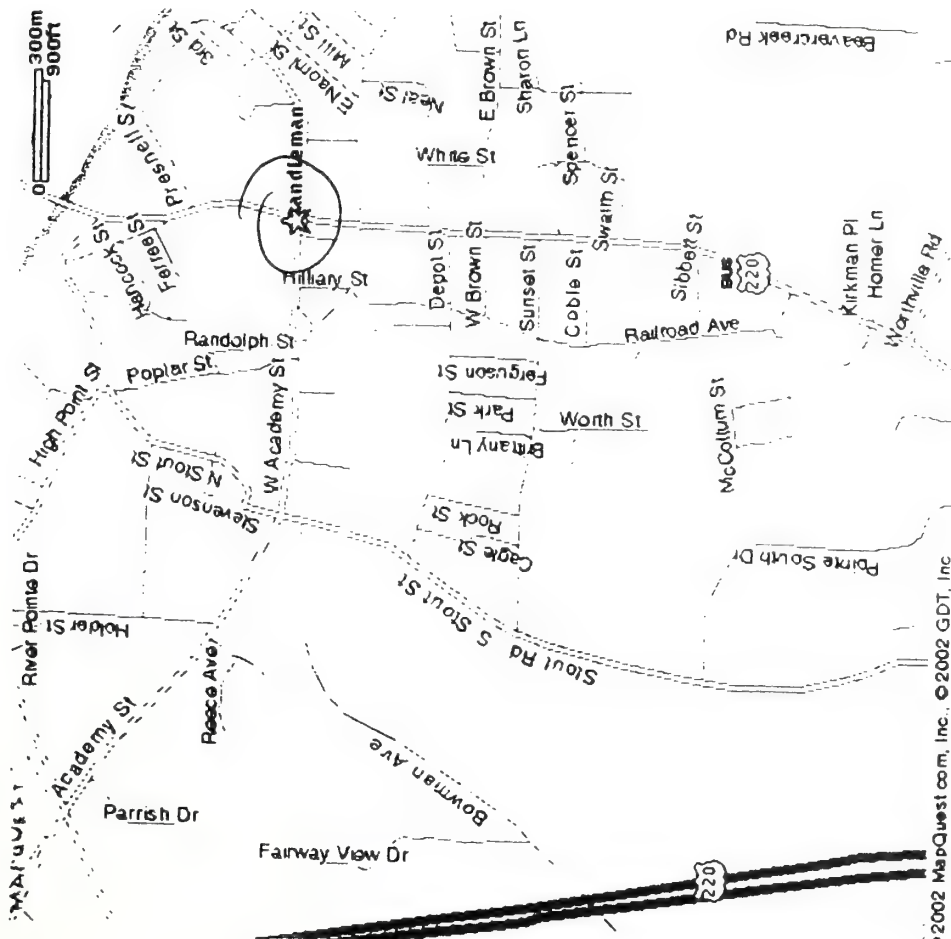 0 300m
900ft
3rd St
Mill St
E Naomi St
Neal St
Presnell St
Hancock St
Ferree St
andleman
White St
E Brown St
Sharon Ln
Spencer St
Swaim St
Beavercreek Rd
Hilliary St
Depot St
W Brown St
Sunset St
Coble St
Sibbett St
BUS
220
Kirkman Pl
Homer Ln
Worthville Rd
Railroad Ave
Randolph St
Poplar St
High Point St
W Academy St
Ferguson St
Park St
Brittany Ln
Worth St
McCollum St
N Stout St
Stevenson St
Rock St
Cagle St
S Stout St
Stout Rd
Pointe South Dr
River Pointe Dr
Holder St
Reece Ave
Academy St
Parrish Dr
Bowman Ave
Fairway View Dr
220
MAPQUEST
©2002 MapQuest.com, Inc.; ©2002 GDT, Inc